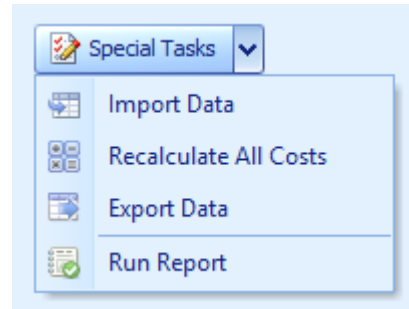 Special Tasks
Import Data
Recalculate All Costs
Export Data
Run Report